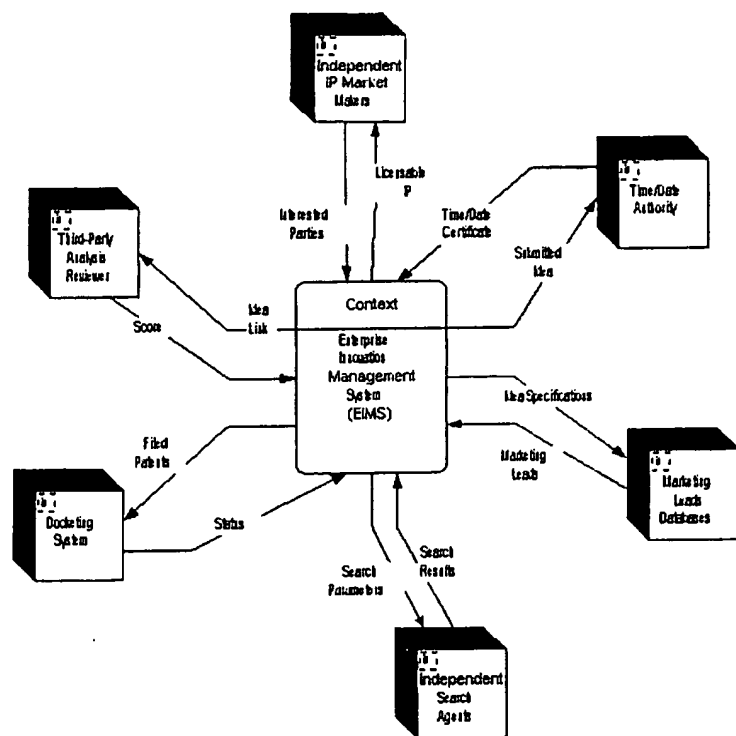 Independent
IP Market
Makers
Licensable
IP
Interested
Parties
Time/Date
Certificate
Time/Date
Authority
Submitted
Idea
Third-Party
Analysis
Reviewer
Idea
Link
Score
Context
Enterprise
Innovation
Management
System
(EIMS)
Idea Specifications
Marketing
Leads
Marketing
Leads
Databases
Filed
Patents
Docketing
System
Status
Search
Parameters
Search
Results
Independent
Search
Agents